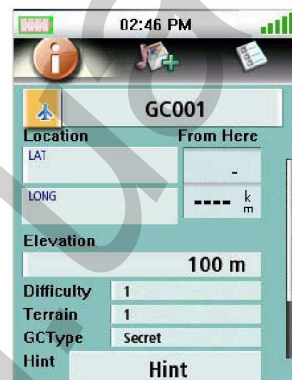 02:46 PM
GC001
Location From Here
LAT
-
LONG
---- k m
Elevation
100 m
Difficulty 1
Terrain 1
GCType Secret
Hint Hint